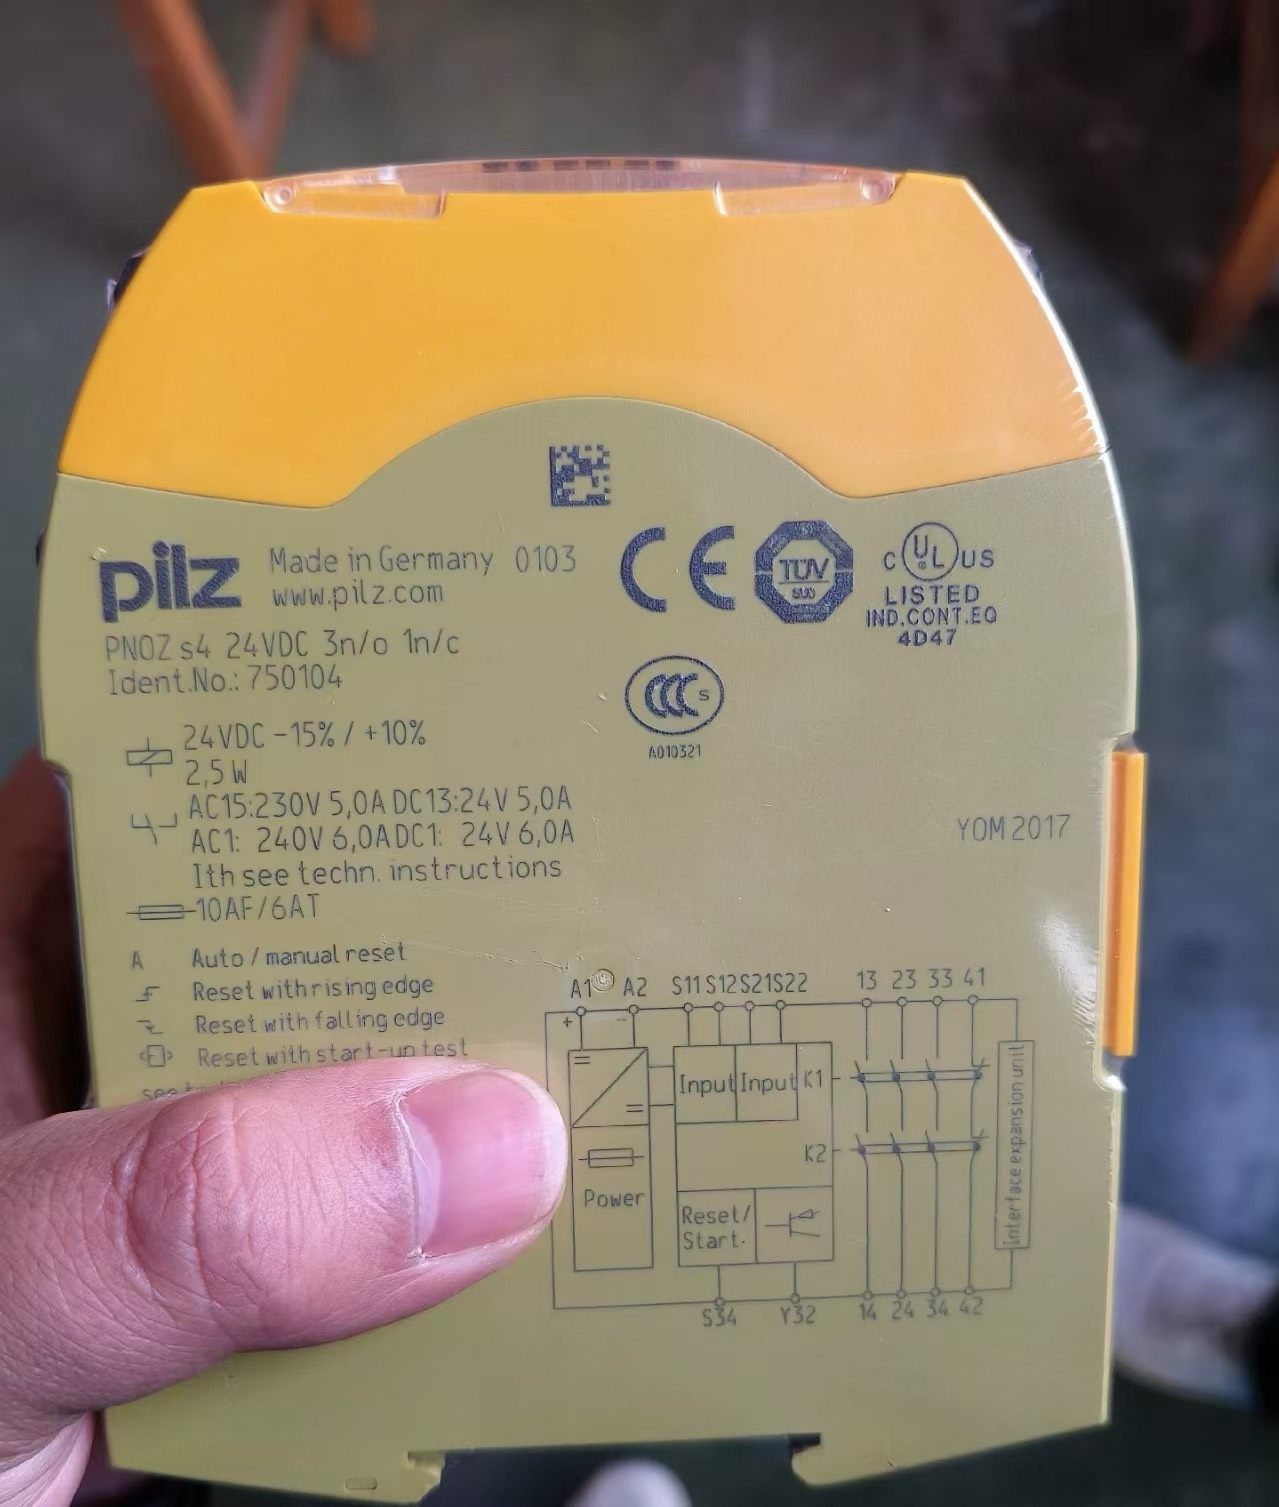 pilz
Made in Germany 0103
www.pilz.com
CE
TÜV
SÜD
C UL US
LISTED
IND.CONT.EQ
4D47
PNOZ s4 24VDC 3n/o 1n/c
Ident.No.: 750104
CCC S
A010321
24VDC -15% / +10%
2,5 W
AC15:230V 5,0A DC13:24V 5,0A
AC1: 240V 6,0A DC1: 24V 6,0A
Ith see techn. instructions
10AF/6AT
YOM 2017
A Auto / manual reset
Reset with rising edge
Reset with falling edge
Reset with start-up test
see
A1 A2 S11 S12 S21 S22 13 23 33 41
+ -
Input Input K1
K2
Power
Reset/
Start
Interface expansion unit
S34 Y32 14 24 34 42